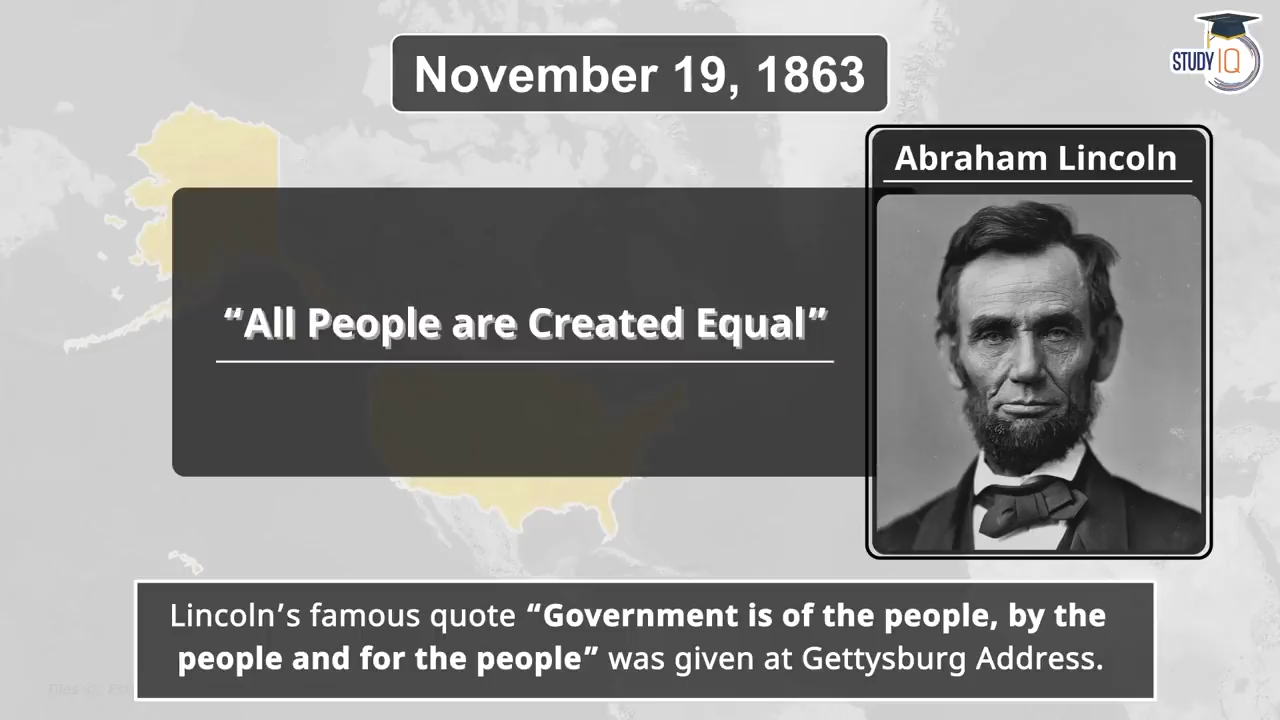 November 19, 1863
STUDY IQ
Abraham Lincoln
“All People are Created Equal”
Lincoln’s famous quote “Government is of the people, by the
people and for the people” was given at Gettysburg Address.